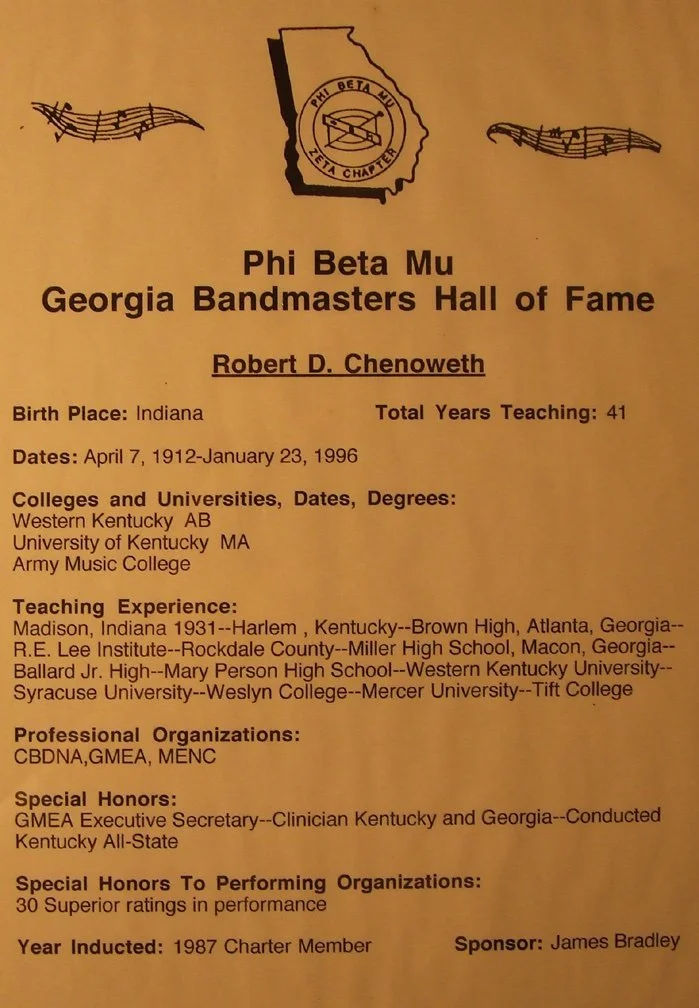 PHI BETA MU
ZETA CHAPTER
Phi Beta Mu
Georgia Bandmasters Hall of Fame
Robert D. Chenoweth
Birth Place: Indiana Total Years Teaching: 41
Dates: April 7, 1912-January 23, 1996
Colleges and Universities, Dates, Degrees:
Western Kentucky AB
University of Kentucky MA
Army Music College
Teaching Experience:
Madison, Indiana 1931--Harlem , Kentucky--Brown High, Atlanta, Georgia--
R.E. Lee Institute--Rockdale County--Miller High School, Macon, Georgia--
Ballard Jr. High--Mary Person High School--Western Kentucky University--
Syracuse University--Weslyn College--Mercer University--Tift College
Professional Organizations:
CBDNA,GMEA, MENC
Special Honors:
GMEA Executive Secretary--Clinician Kentucky and Georgia--Conducted
Kentucky All-State
Special Honors To Performing Organizations:
30 Superior ratings in performance
Year Inducted: 1987 Charter Member Sponsor: James Bradley